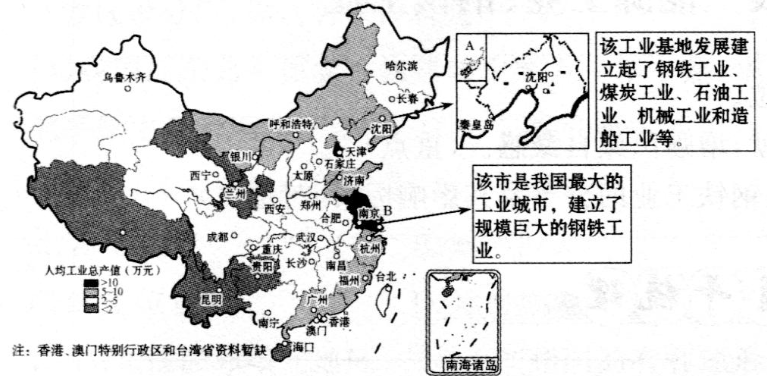 哈尔滨
乌鲁木齐
长春
呼和浩特
沈阳
天津
银川
石家庄
太原
济南
西宁
兰州
郑州
西安
南京
B
合肥
成都
武汉
杭州
重庆
贵阳
长沙
南昌
福州
台北
昆明
广州
南宁
香港
澳门
海口
人均工业总产值（万元）
>10
5-10
2-5
<2
南海诸岛
注：香港、澳门特别行政区和台湾省资料暂缺
A
沈阳
秦皇岛
该工业基地发展建
立起了钢铁工业、
煤炭工业、石油工
业、机械工业和造
船工业等。
该市是我国最大的
工业城市，建立了
规模巨大的钢铁工
业。